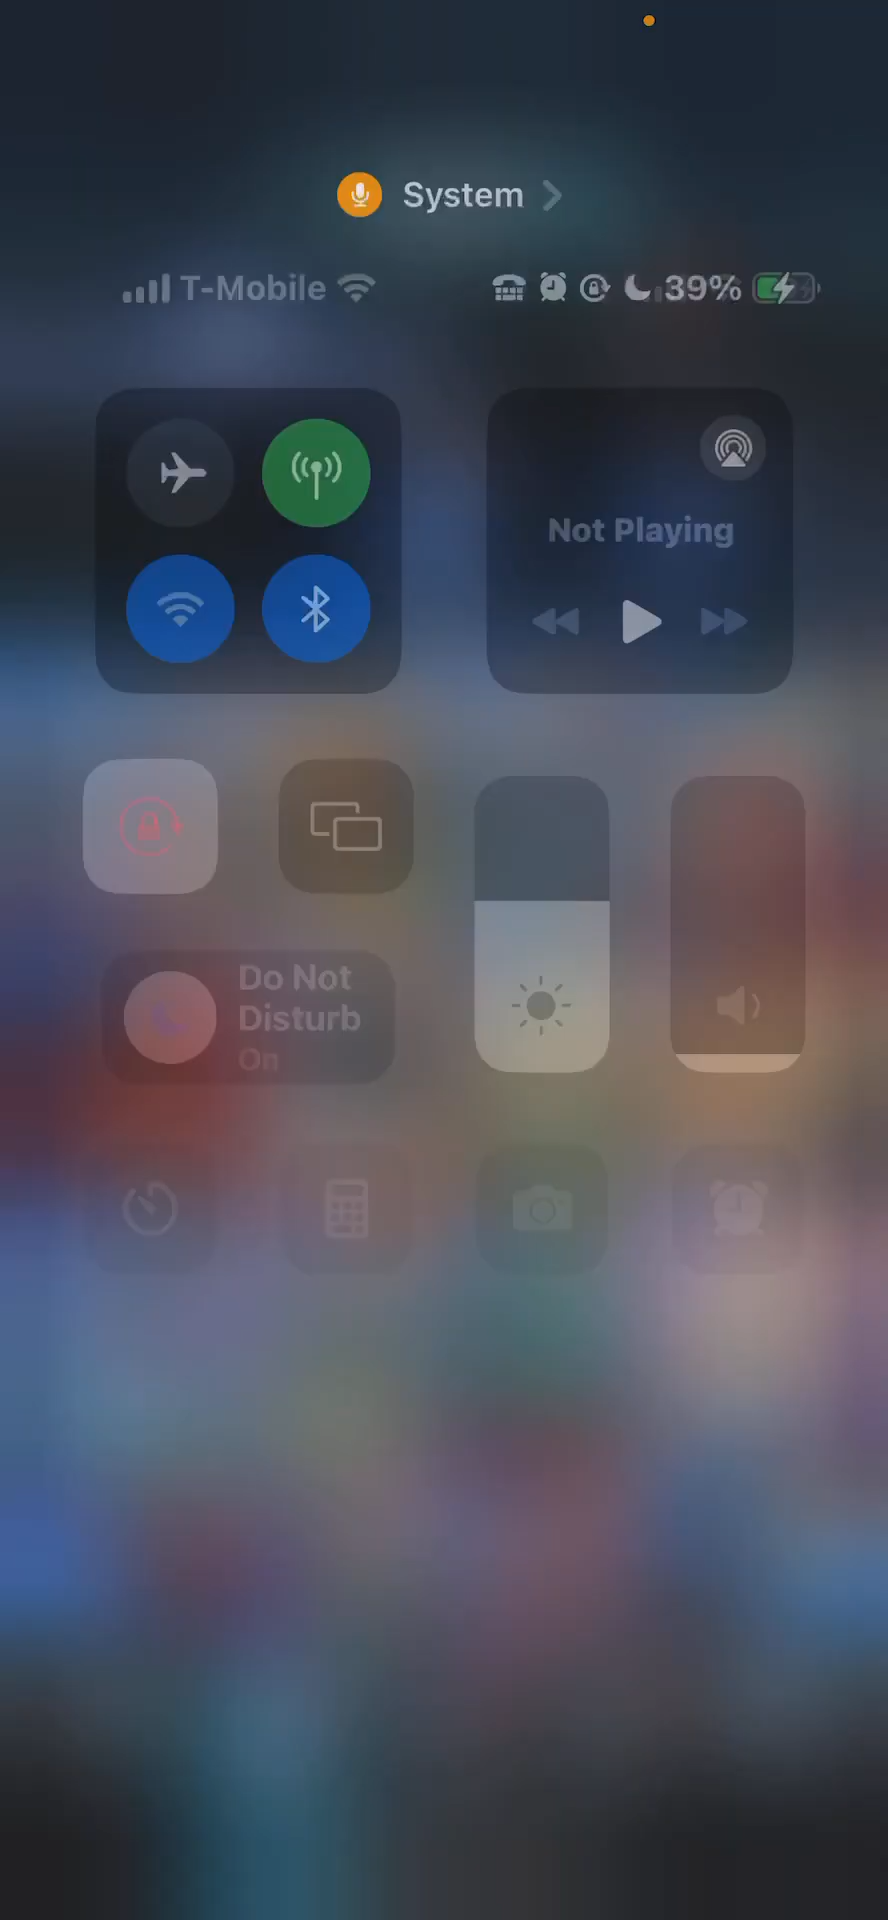 System
T-Mobile 39%
Not Playing
Do Not
Disturb
On